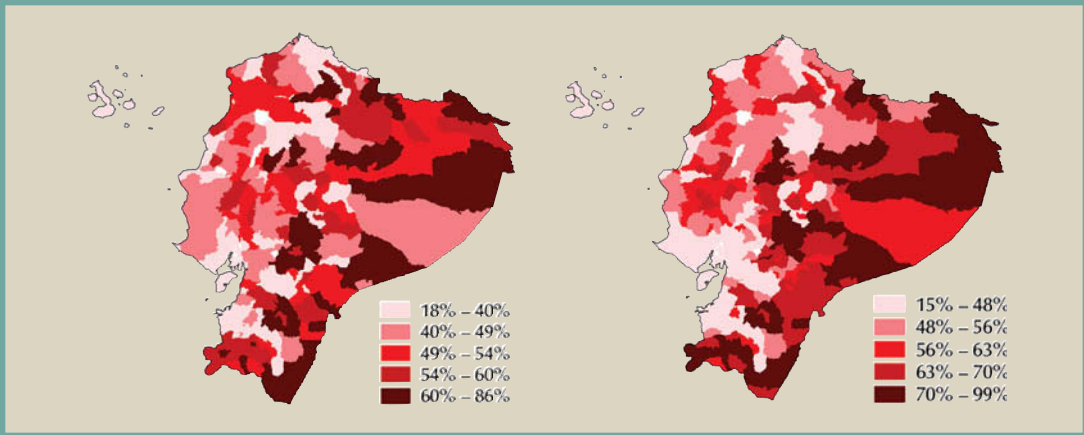 18% – 40%
40% – 49%
49% – 54%
54% – 60%
60% – 86%
15% – 48%
48% – 56%
56% – 63%
63% – 70%
70% – 99%